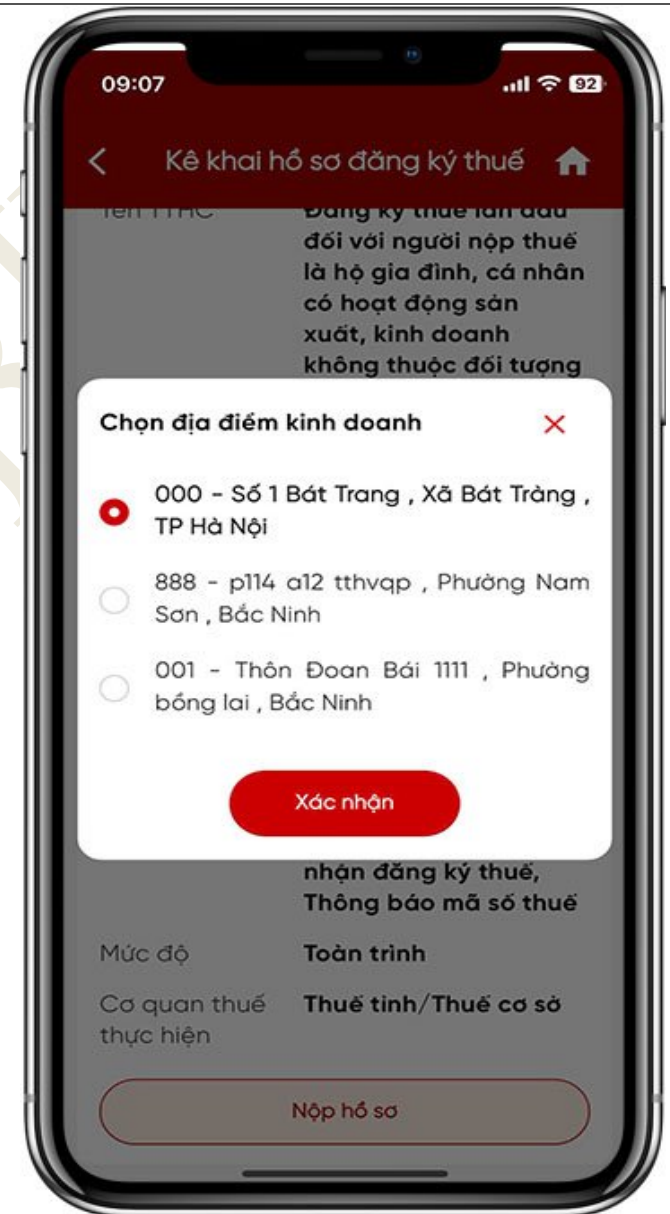 09:07
92
Kê khai hồ sơ đăng ký thuế
Tên TTHC
Đăng ký thuế lần đầu
đối với người nộp thuế
là hộ gia đình, cá nhân
có hoạt động sản
xuất, kinh doanh
không thuộc đối tượng
Chọn địa điểm kinh doanh
000 - Số 1 Bát Trang , Xã Bát Tràng ,
TP Hà Nội
888 - p114 a12 tthvqp , Phường Nam
Sơn , Bắc Ninh
001 - Thôn Đoan Bái 1111 , Phường
bồng lai , Bắc Ninh
Xác nhận
nhận đăng ký thuế,
Thông báo mã số thuế
Mức độ
Toàn trình
Cơ quan thuế
thực hiện
Thuế tỉnh/Thuế cơ sở
Nộp hồ sơ